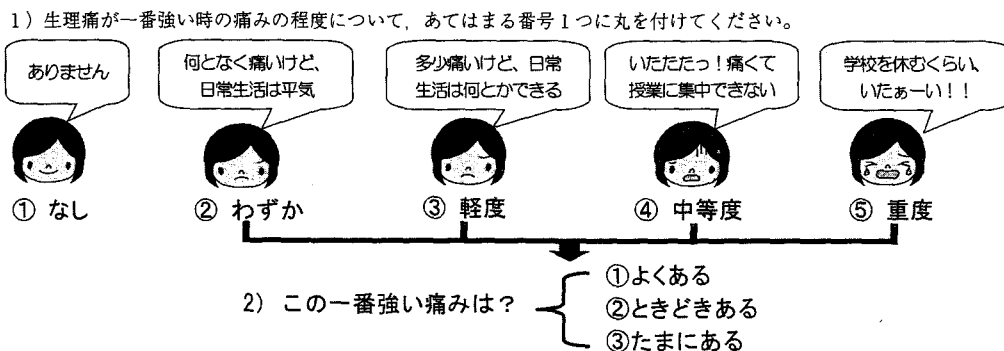 1）生理痛が一番強い時の痛みの程度について，あてはまる番号1つに丸を付けてください。
ありません
何となく痛いけど、
日常生活は平気
多少痛いけど、日常
生活は何とかできる
いたたたっ！痛くて
授業に集中できない
学校を休むくらい、
いたぁーい！！
① なし
② わずか
③ 軽度
④ 中等度
⑤ 重度
2） この一番強い痛みは？
①よくある
②ときどきある
③たまにある